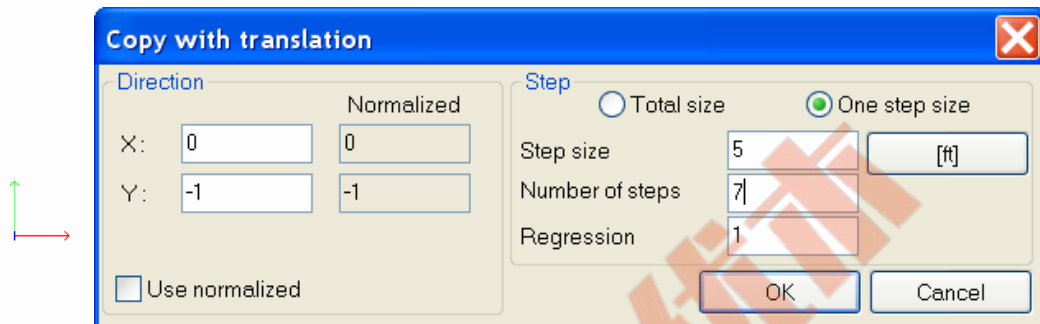 Copy with translation
Direction
Normalized
X: 0 0
Y: -1 -1
Use normalized
Step
Total size One step size
Step size 5 [ft]
Number of steps 7
Regression 1
OK Cancel